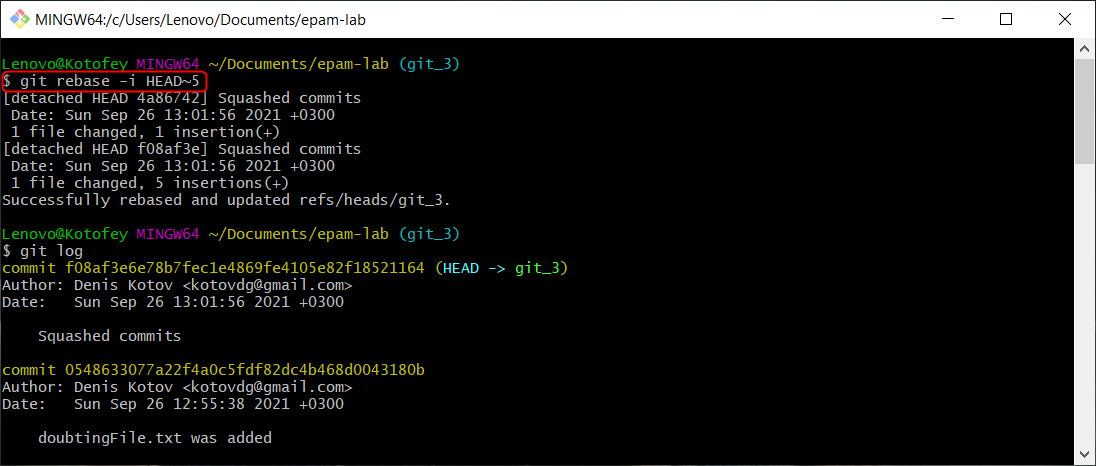 MINGW64:/c/Users/Lenovo/Documents/epam-lab
Lenovo@Kotofey MINGW64 ~/Documents/epam-lab (git_3)
$ git rebase -i HEAD~5
[detached HEAD 4a86742] Squashed commits
 Date: Sun Sep 26 13:01:56 2021 +0300
 1 file changed, 1 insertion(+)
[detached HEAD f08af3e] Squashed commits
 Date: Sun Sep 26 13:01:56 2021 +0300
 1 file changed, 5 insertions(+)
Successfully rebased and updated refs/heads/git_3.
Lenovo@Kotofey MINGW64 ~/Documents/epam-lab (git_3)
$ git log
commit f08af3e6e78b7fec1e4869fe4105e82f18521164 (HEAD -> git_3)
Author: Denis Kotov <kotovdg@gmail.com>
Date:   Sun Sep 26 13:01:56 2021 +0300
    Squashed commits
commit 0548633077a22f4a0c5fdf82dc4b468d0043180b
Author: Denis Kotov <kotovdg@gmail.com>
Date:   Sun Sep 26 12:55:38 2021 +0300
    doubtingFile.txt was added